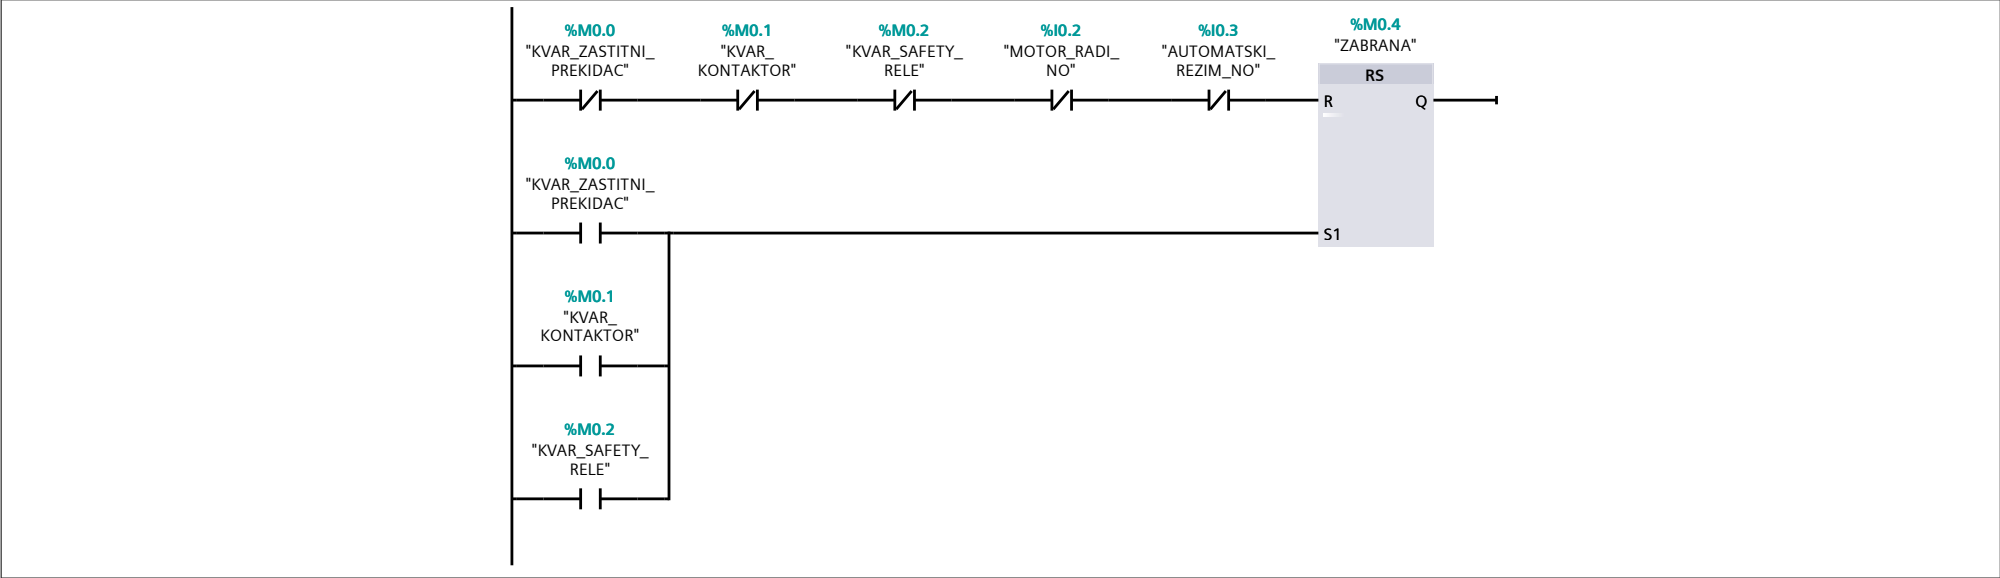 %M0.0
"KVAR_ZASTITNI_
PREKIDAC"
%M0.1
"KVAR_
KONTAKTOR"
%M0.2
"KVAR_SAFETY_
RELE"
%I0.2
"MOTOR_RADI_
NO"
%I0.3
"AUTOMATSKI_
REZIM_NO"
%M0.4
"ZABRANA"
RS
R
Q
%M0.0
"KVAR_ZASTITNI_
PREKIDAC"
S1
%M0.1
"KVAR_
KONTAKTOR"
%M0.2
"KVAR_SAFETY_
RELE"